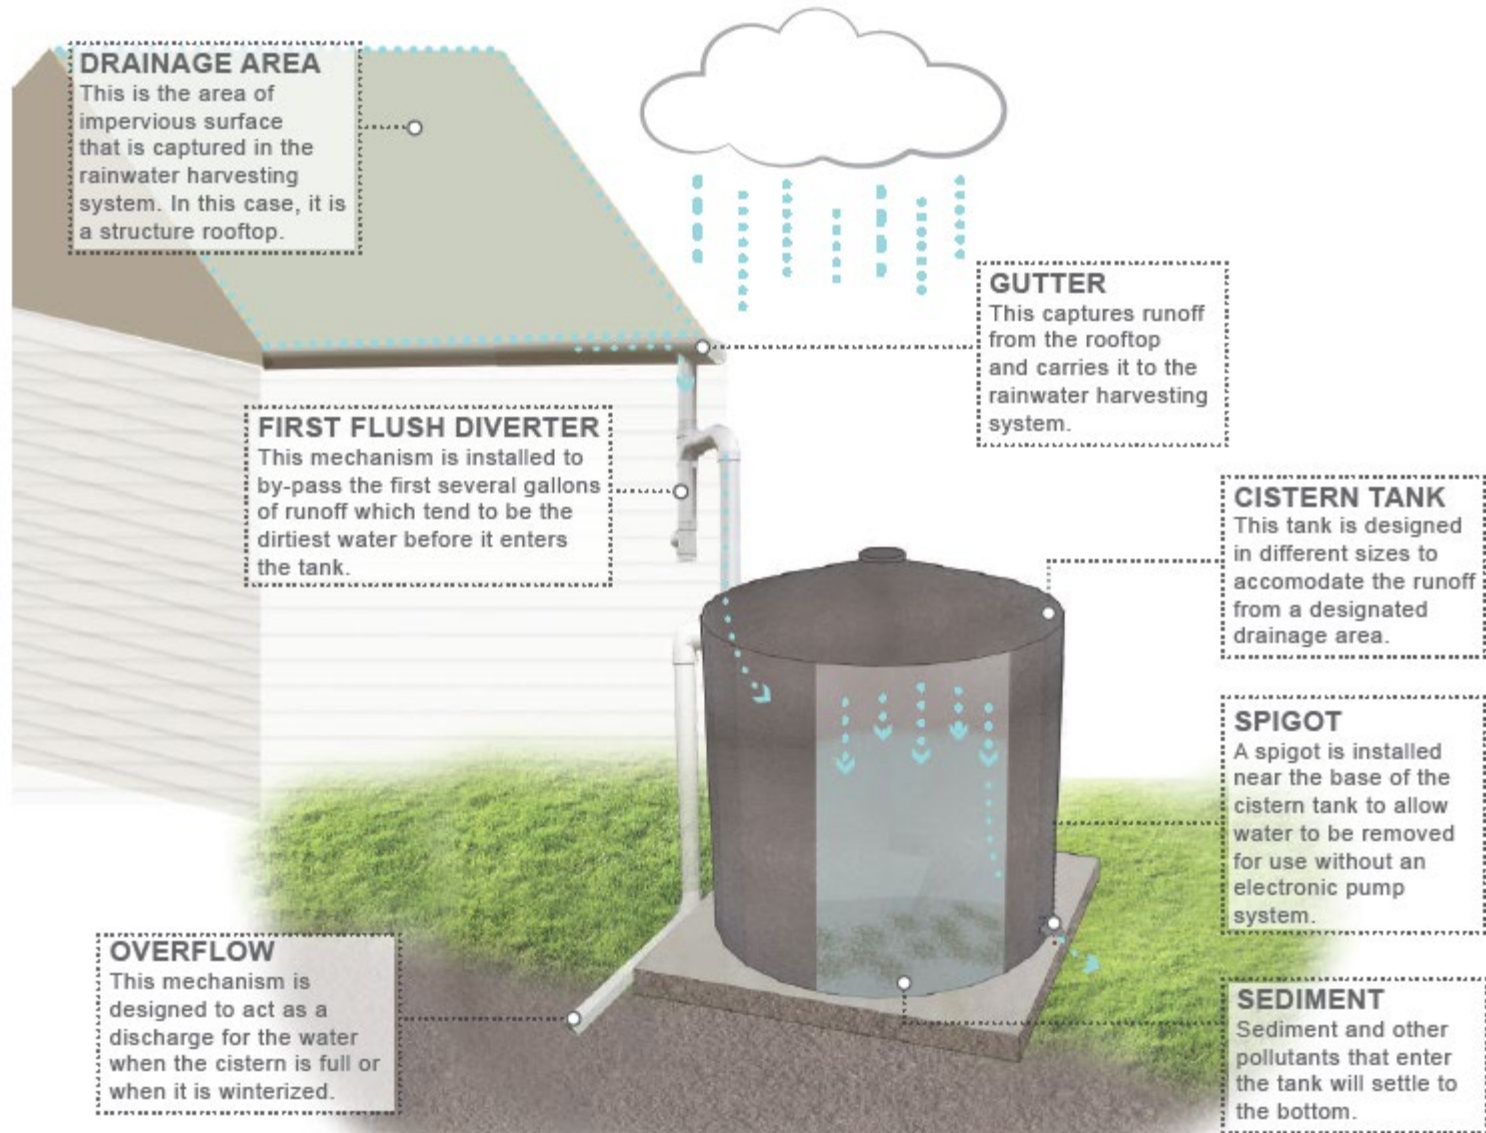 DRAINAGE AREA
This is the area of
impervious surface
that is captured in the
rainwater harvesting
system. In this case, it is
a structure rooftop.
GUTTER
This captures runoff
from the rooftop
and carries it to the
rainwater harvesting
system.
FIRST FLUSH DIVERTER
This mechanism is installed to
by-pass the first several gallons
of runoff which tend to be the
dirtiest water before it enters
the tank.
CISTERN TANK
This tank is designed
in different sizes to
accomodate the runoff
from a designated
drainage area.
SPIGOT
A spigot is installed
near the base of the
cistern tank to allow
water to be removed
for use without an
electronic pump
system.
OVERFLOW
This mechanism is
designed to act as a
discharge for the water
when the cistern is full or
when it is winterized.
SEDIMENT
Sediment and other
pollutants that enter
the tank will settle to
the bottom.